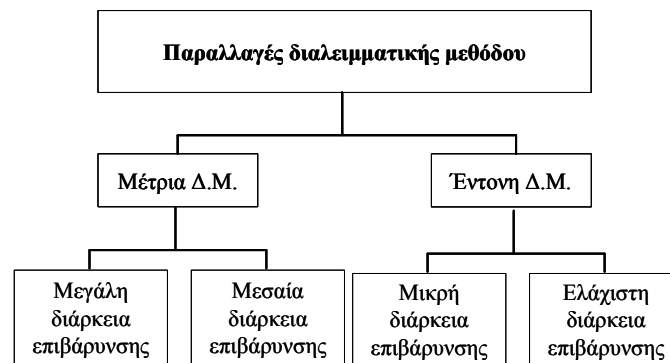 Παραλλαγές διαλειμματικής μεθόδου
Μέτρια Δ.Μ.
Έντονη Δ.Μ.
Μεγάλη
διάρκεια
επιβάρυνσης
Μεσαία
διάρκεια
επιβάρυνσης
Μικρή
διάρκεια
επιβάρυνσης
Ελάχιστη
διάρκεια
επιβάρυνσης